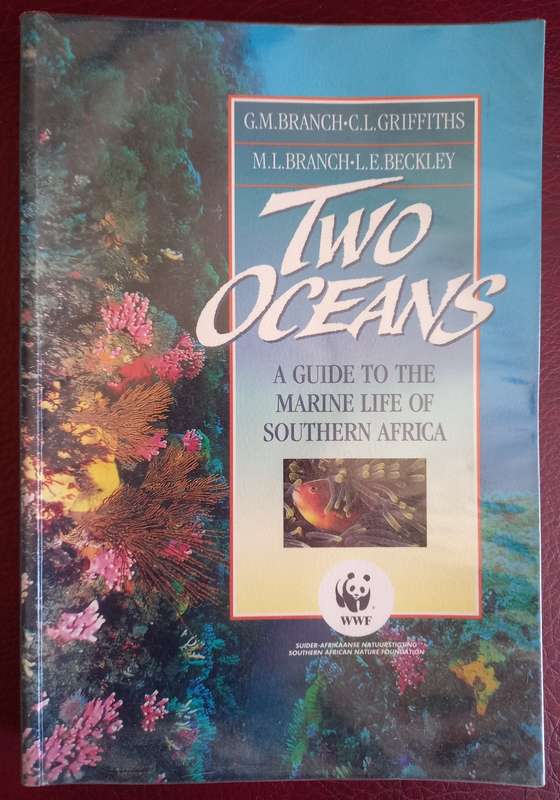 G.M.BRANCH•C.L.GRIFFITHS
M.L.BRANCH•L.E.BECKLEY
TWO
OCEANS
A GUIDE TO THE
MARINE LIFE OF
SOUTHERN AFRICA
WWF
SUIDER-AFRIKAANSE NATUURSTIGTING
SOUTHERN AFRICAN NATURE FOUNDATION